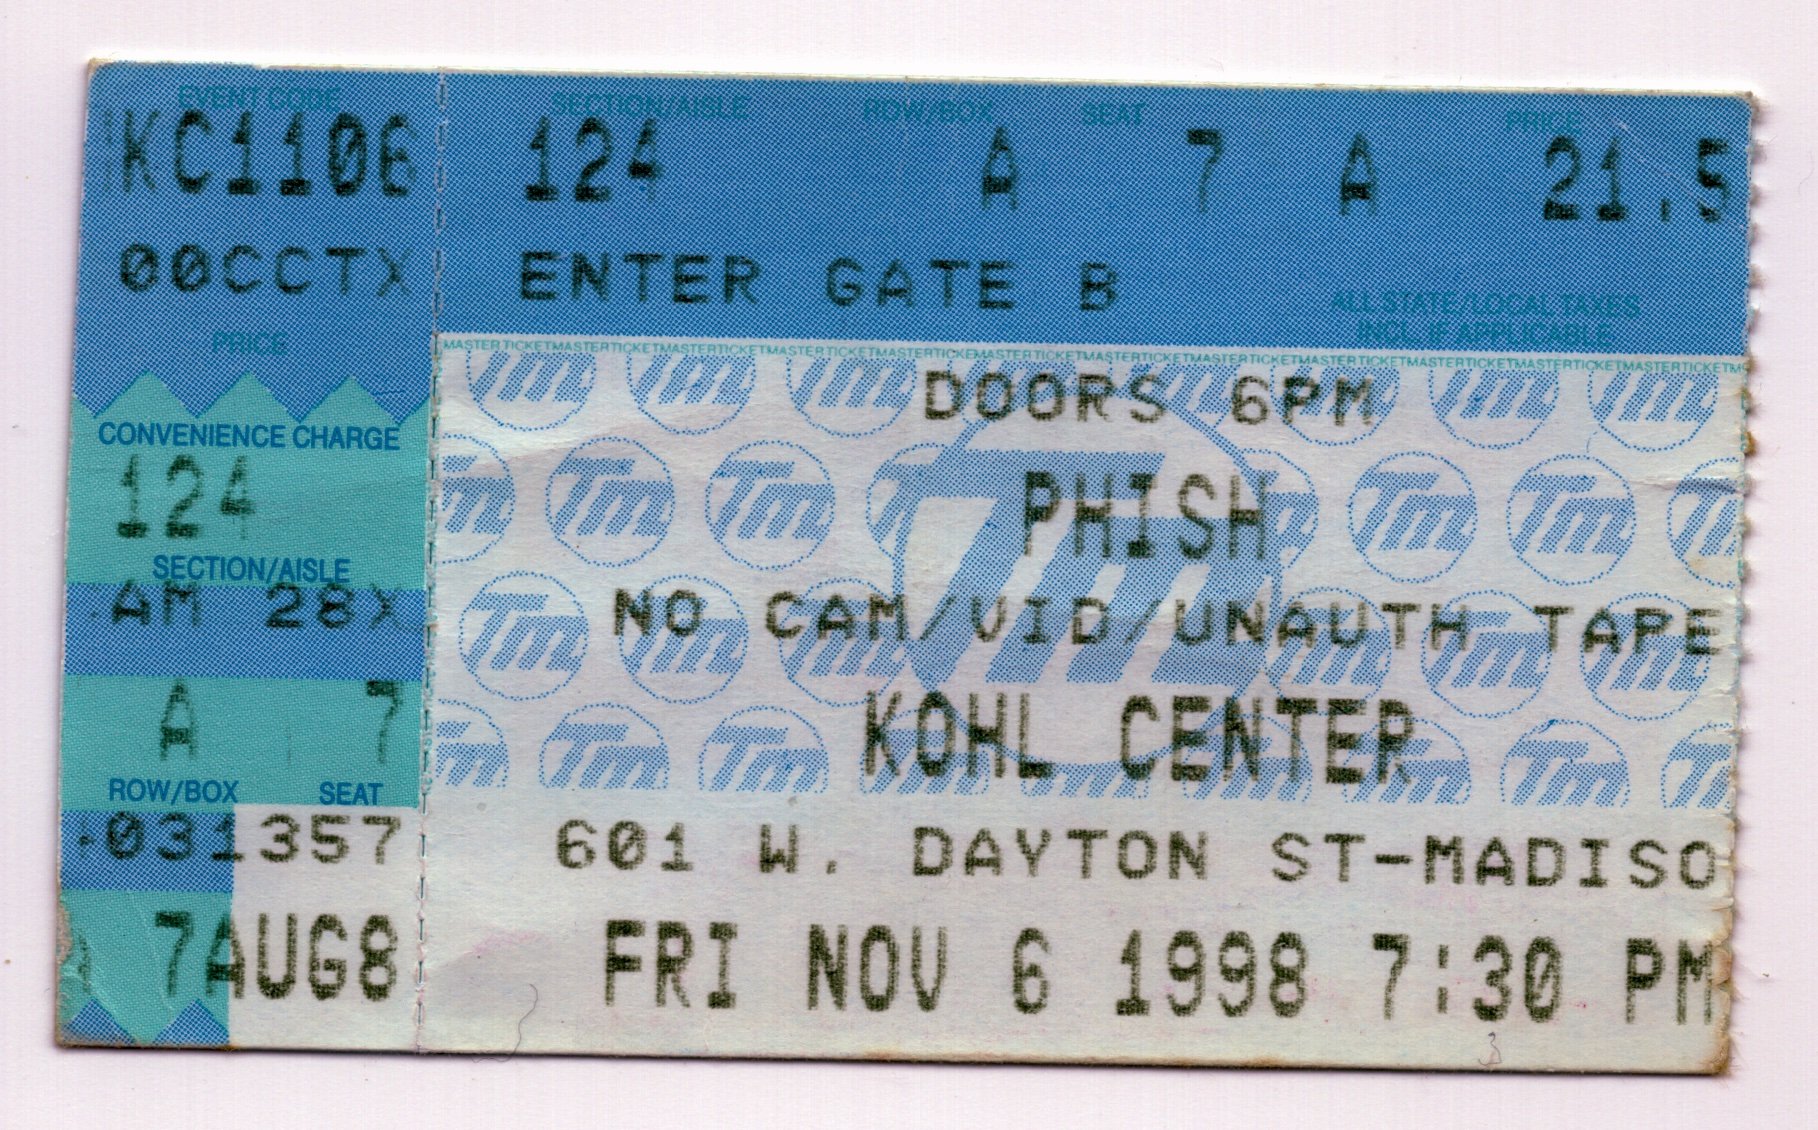 EVENT CODE
KC1106
00CCTX
PRICE
CONVENIENCE CHARGE
124
SECTION/AISLE
AM 28X
A 7
ROW/BOX SEAT
031357
A 7AUG8
SECTION/AISLE ROW/BOX SEAT PRICE
124 A 7 A 21.5
ENTER GATE B
ALL STATE/LOCAL TAXES
INCL. IF APPLICABLE
DOORS 6PM
PHISH
NO CAM/VID/UNAUTH TAPE
KOHL CENTER
601 W. DAYTON ST-MADISO
FRI NOV 6 1998 7:30 PM